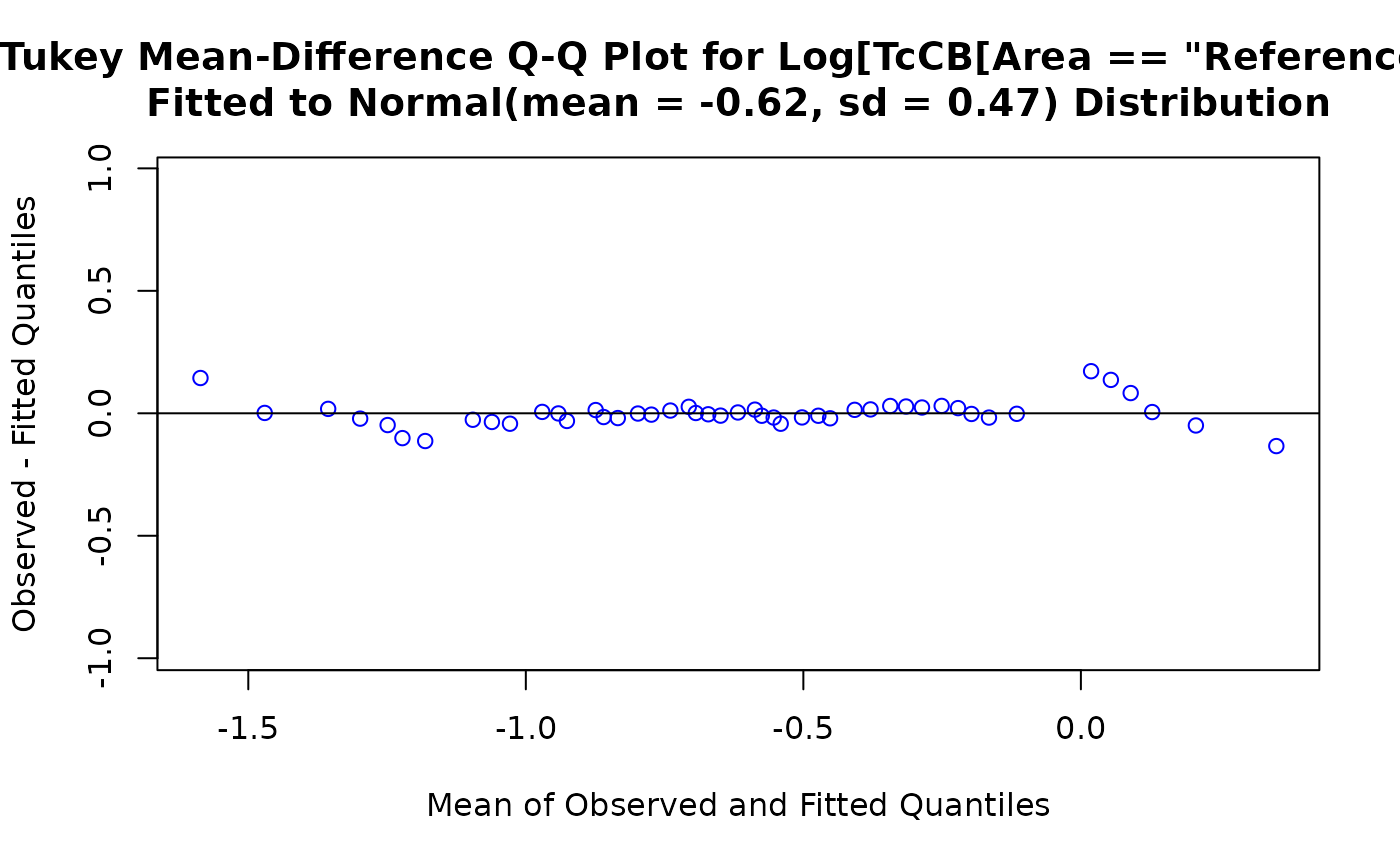 Tukey Mean-Difference Q-Q Plot for Log[TcCB[Area == "Reference
Fitted to Normal(mean = -0.62, sd = 0.47) Distribution
Observed - Fitted Quantiles
1.0
0.5
0.0
-0.5
-1.0
-1.5 -1.0 -0.5 0.0
Mean of Observed and Fitted Quantiles